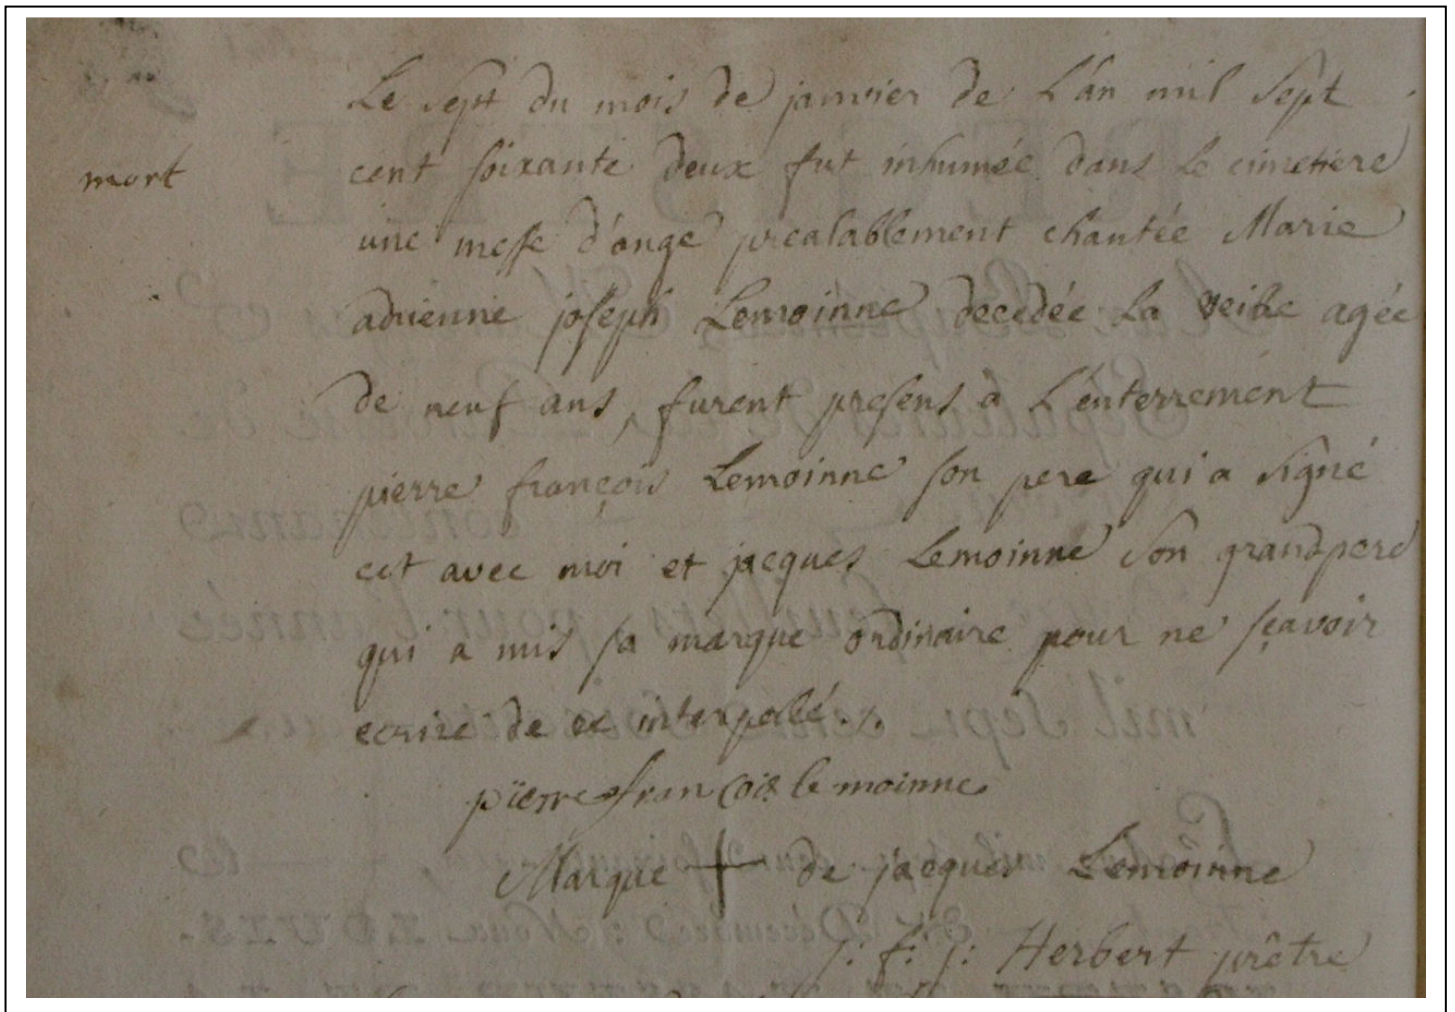 Le Sept du mois de janvier de L'an mil Sept
mort
cent soixante deux fut inhumée dans Le cimetiere
une messe d'ange prealablement chantée Marie
adrienne joseph Lemoinne decedée La veille agée
de neuf ans, furent presens à L'enterrement
pierre françois Lemoinne son pere qui a Signé
cet avec moi et jacques Lemoinne Son grandpere
qui a mis sa marque ordinaire pour ne sçavoir
ecrire de ce interpellé ./.
pierre francois le moinne
Marque + de jacques Lemoinne
Herbert prêtre